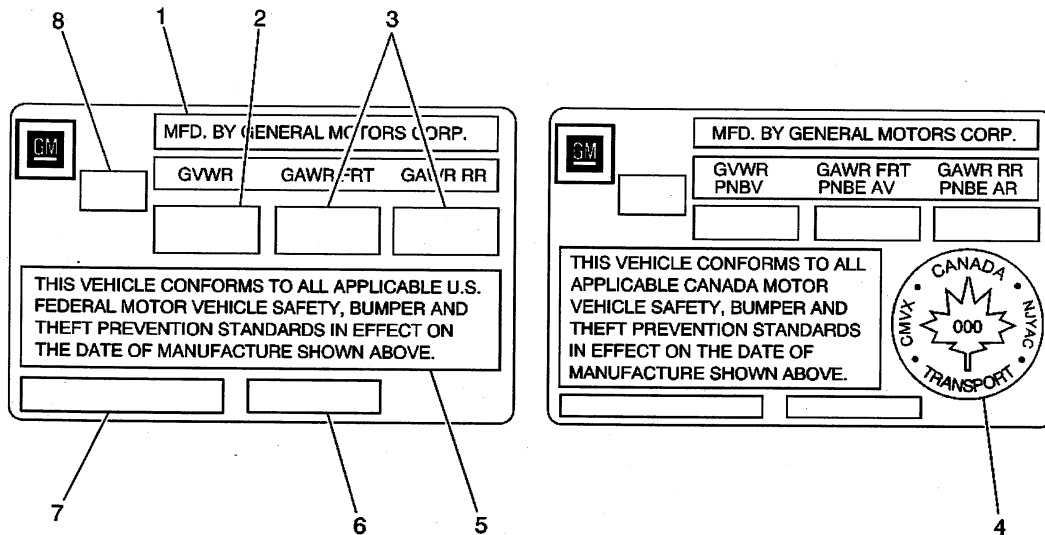 8 1 2 3
GM
MFD. BY GENERAL MOTORS CORP.
GVWR GAWR FRT GAWR RR
THIS VEHICLE CONFORMS TO ALL APPLICABLE U.S.
FEDERAL MOTOR VEHICLE SAFETY, BUMPER AND
THEFT PREVENTION STANDARDS IN EFFECT ON
THE DATE OF MANUFACTURE SHOWN ABOVE.
7 6 5
GM
MFD. BY GENERAL MOTORS CORP.
GVWR GAWR FRT GAWR RR
PNBV PNBE AV PNBE AR
THIS VEHICLE CONFORMS TO ALL
APPLICABLE CANADA MOTOR
VEHICLE SAFETY, BUMPER AND
THEFT PREVENTION STANDARDS
IN EFFECT ON THE DATE OF
MANUFACTURE SHOWN ABOVE.
CANADA
CMVX 000 NJYAC
TRANSPORT
4